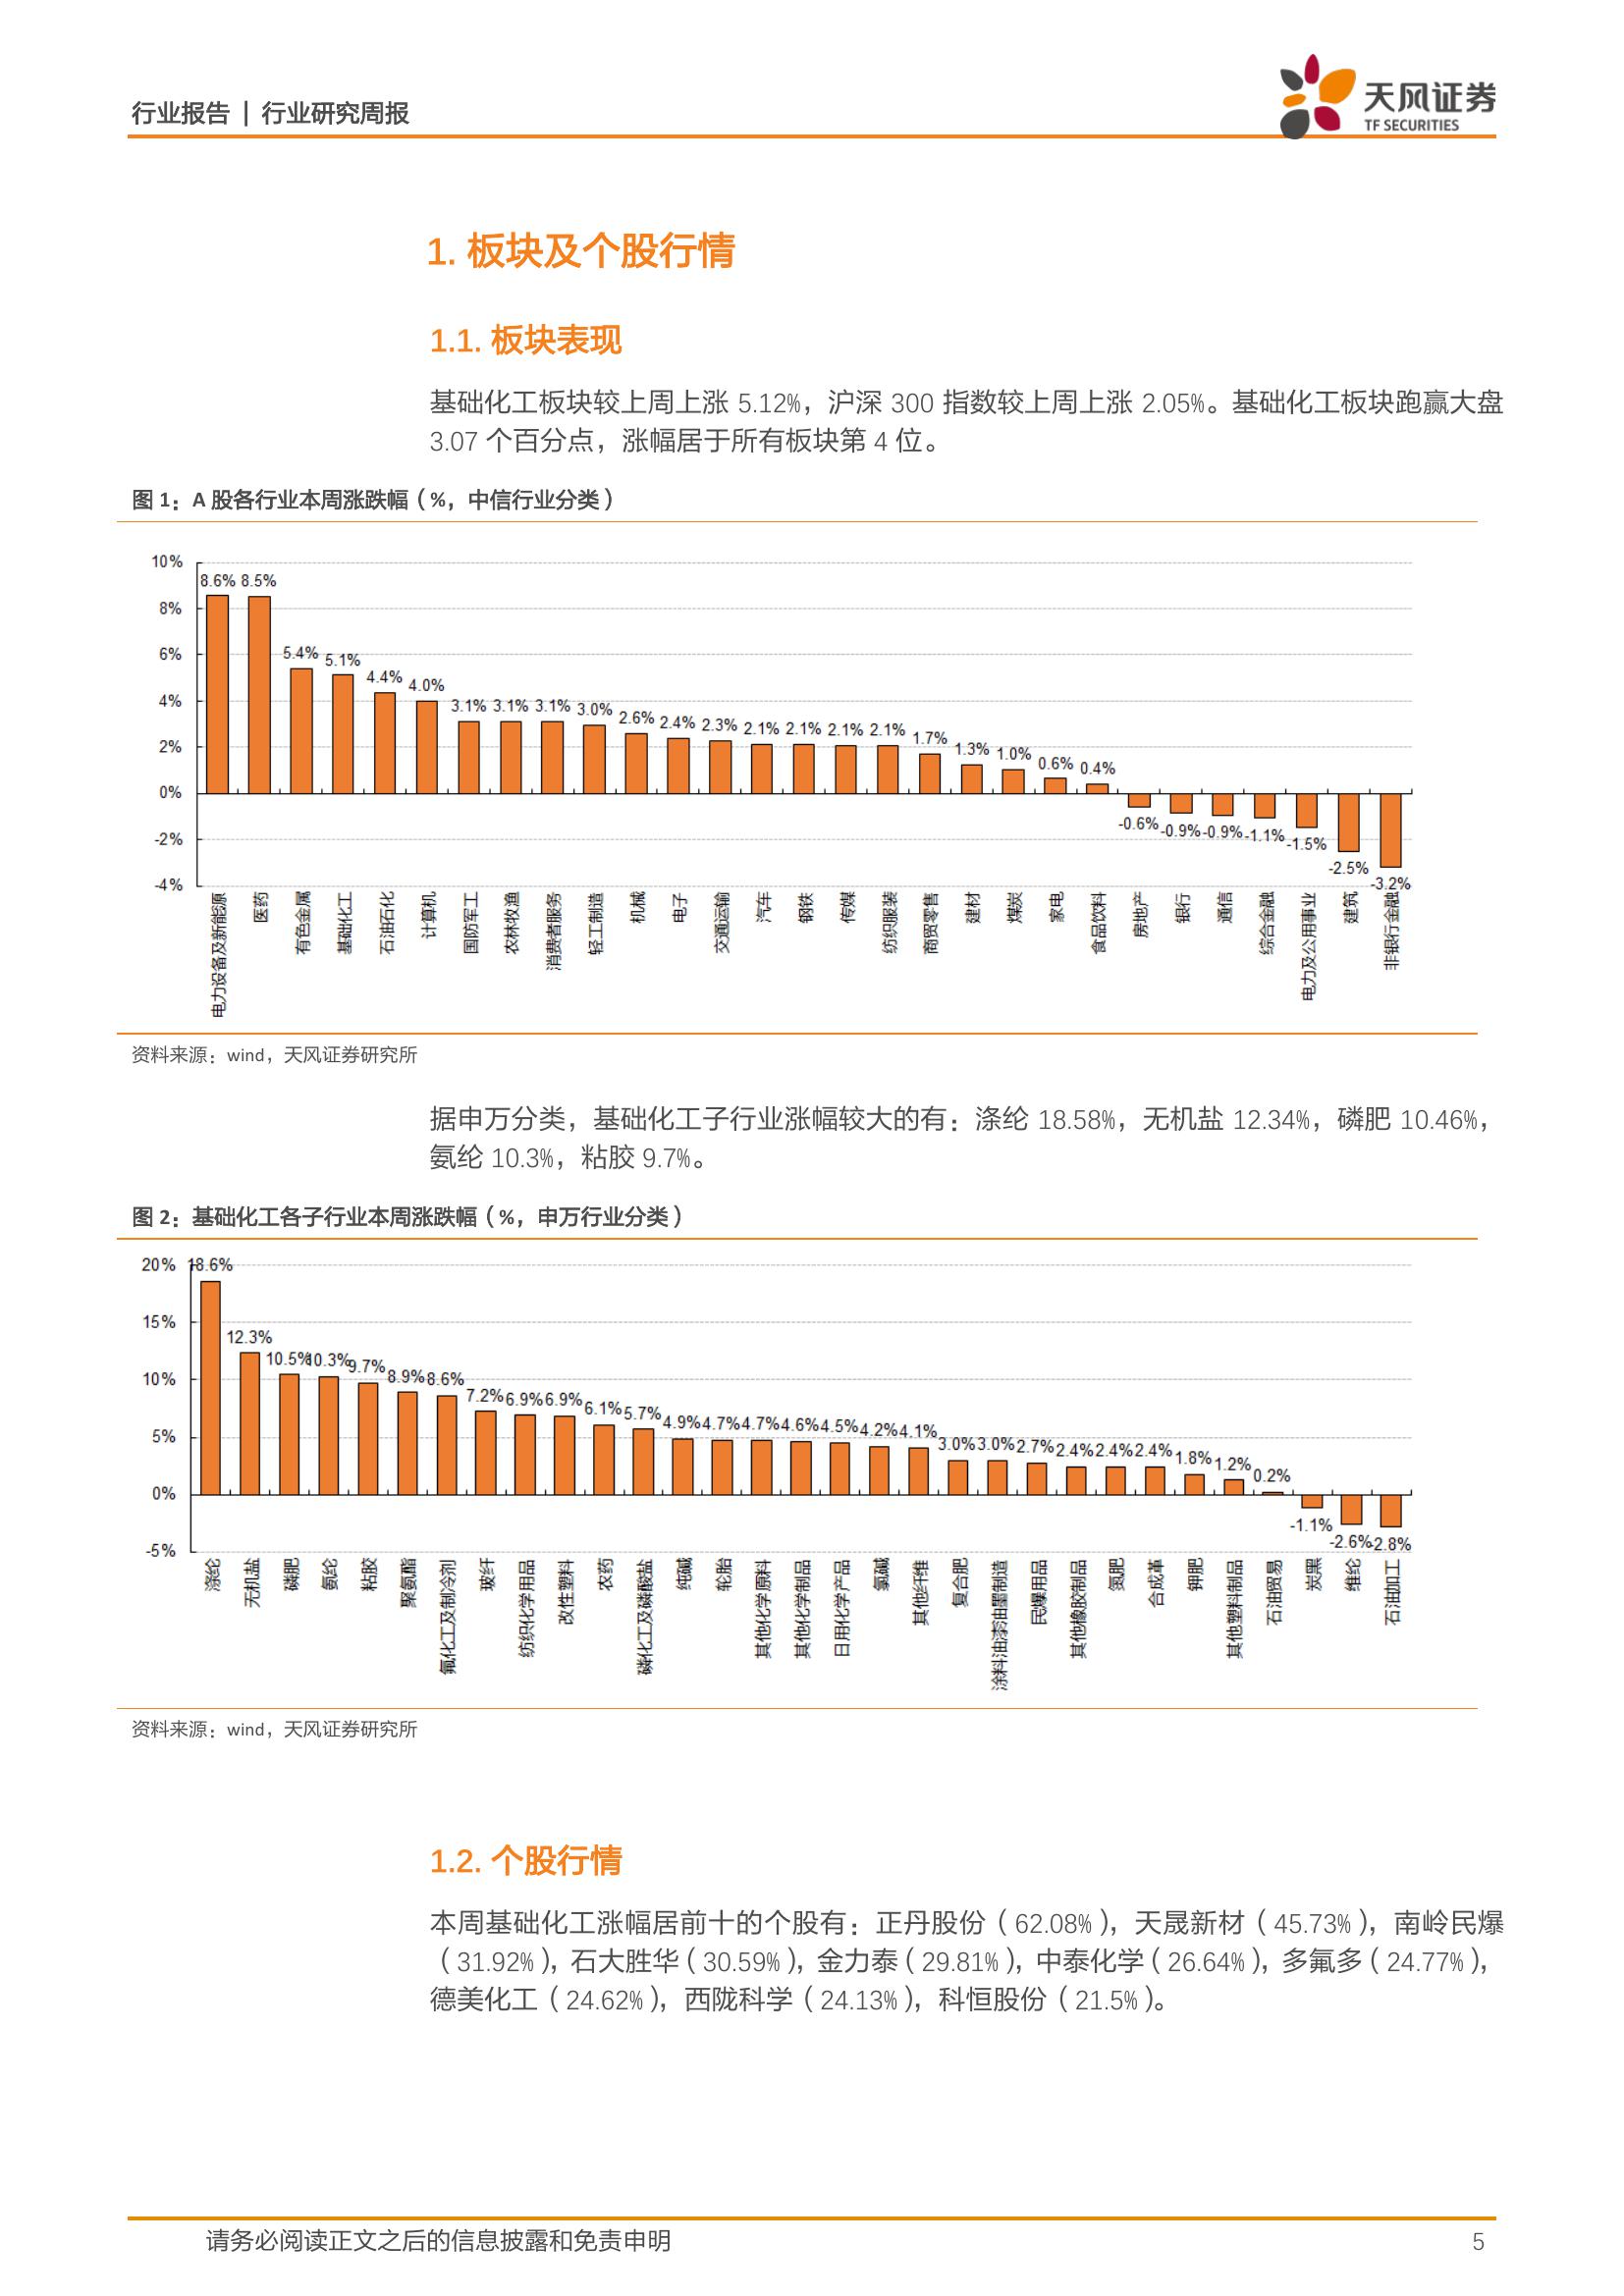 行业报告 | 行业研究周报
天风证券
TF SECURITIES
1. 板块及个股行情
1.1. 板块表现
基础化工板块较上周上涨 5.12%，沪深 300 指数较上周上涨 2.05%。基础化工板块跑赢大盘
3.07 个百分点，涨幅居于所有板块第 4 位。
图 1：A 股各行业本周涨跌幅（%，中信行业分类）
10%
8%
6%
4%
2%
0%
-2%
-4%
8.6% 8.5% 5.4% 5.1% 4.4% 4.0% 3.1% 3.1% 3.1% 3.0% 2.6% 2.4% 2.3% 2.1% 2.1% 2.1% 2.1% 1.7% 1.3% 1.0% 0.6% 0.4% -0.6% -0.9% -0.9% -1.1% -1.5% -2.5% -3.2%
电力设备及新能源
医药
有色金属
基础化工
石油石化
计算机
国防军工
农林牧渔
消费者服务
轻工制造
机械
电子
交通运输
汽车
钢铁
传媒
纺织服装
商贸零售
建材
煤炭
家电
食品饮料
房地产
银行
通信
综合金融
电力及公用事业
建筑
非银行金融
资料来源：wind，天风证券研究所
据申万分类，基础化工子行业涨幅较大的有：涤纶 18.58%，无机盐 12.34%，磷肥 10.46%，
氨纶 10.3%，粘胶 9.7%。
图 2：基础化工各子行业本周涨跌幅（%，申万行业分类）
20%
15%
10%
5%
0%
-5%
18.6% 12.3% 10.5% 10.3% 9.7% 8.9% 8.6% 7.2% 6.9% 6.9% 6.1% 5.7% 4.9% 4.7% 4.7% 4.6% 4.5% 4.2% 4.1% 3.0% 3.0% 2.7% 2.4% 2.4% 2.4% 1.8% 1.2% 0.2% -1.1% -2.6% -2.8%
涤纶
无机盐
磷肥
氨纶
粘胶
聚氨酯
氟化工及制冷剂
玻纤
纺织化学用品
改性塑料
农药
磷化工及磷酸盐
纯碱
轮胎
其他化学原料
其他化学制品
日用化学产品
氯碱
其他纤维
复合肥
涂料油漆油墨制造
民爆用品
其他橡胶制品
氮肥
合成革
钾肥
其他塑料制品
石油贸易
炭黑
维纶
石油加工
资料来源：wind，天风证券研究所
1.2. 个股行情
本周基础化工涨幅居前十的个股有：正丹股份（62.08%），天晟新材（45.73%），南岭民爆
（31.92%），石大胜华（30.59%），金力泰（29.81%），中泰化学（26.64%），多氟多（24.77%），
德美化工（24.62%），西陇科学（24.13%），科恒股份（21.5%）。
请务必阅读正文之后的信息披露和免责申明
5